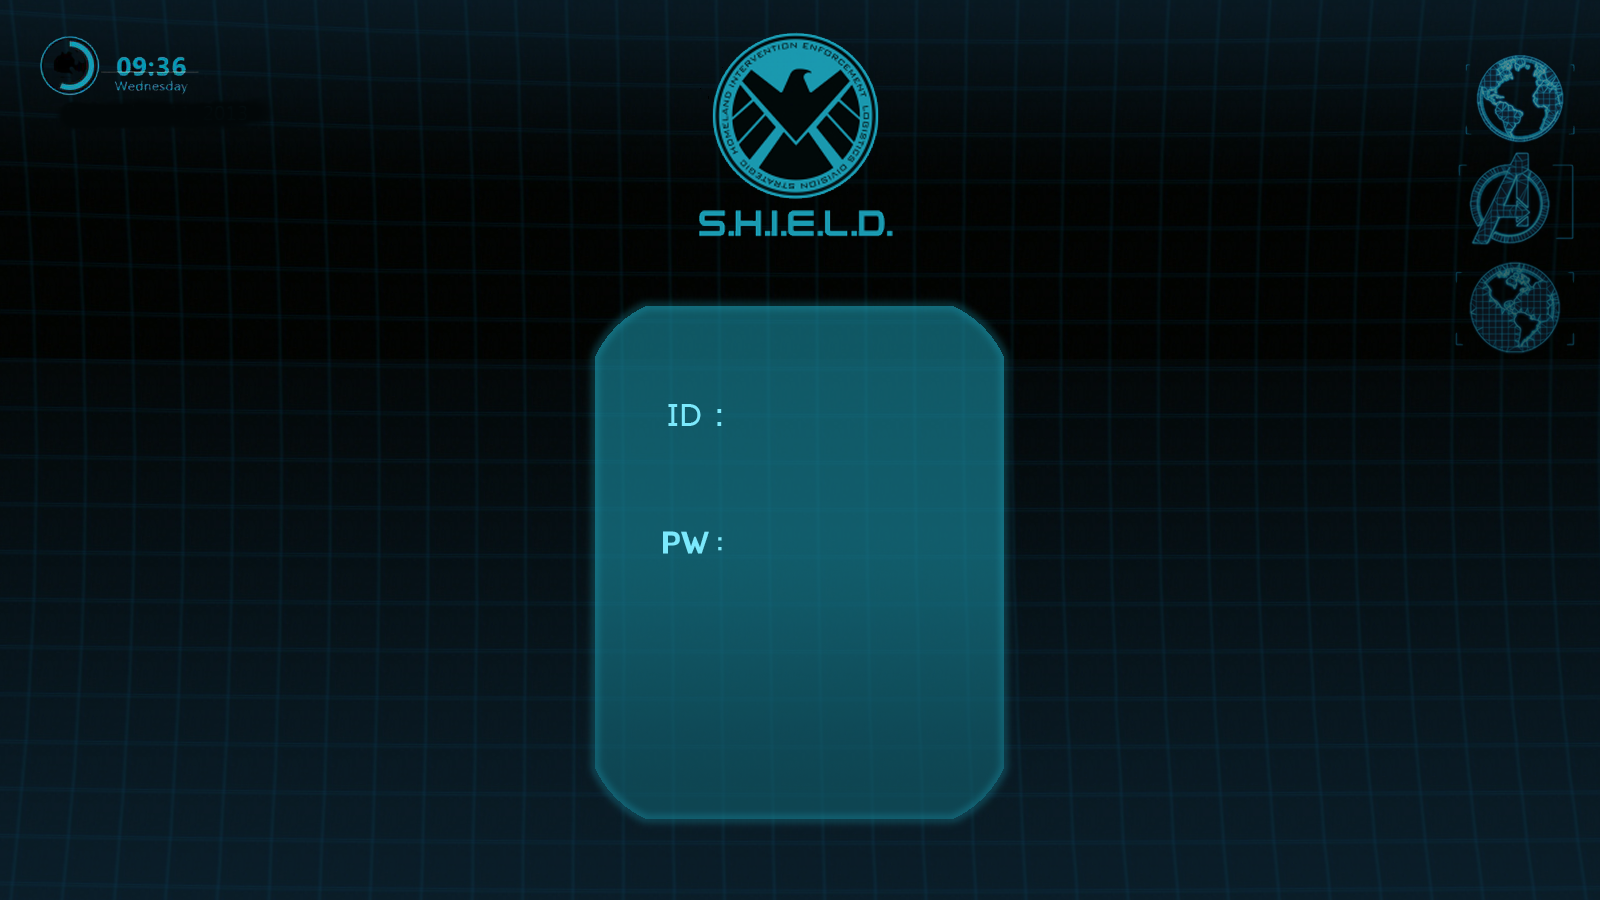 09:36
Wednesday
HOMELAND INTERVENTION ENFORCEMENT LOGISTICS DIVISION STRATEGIC
S.H.I.E.L.D.
ID :
PW :